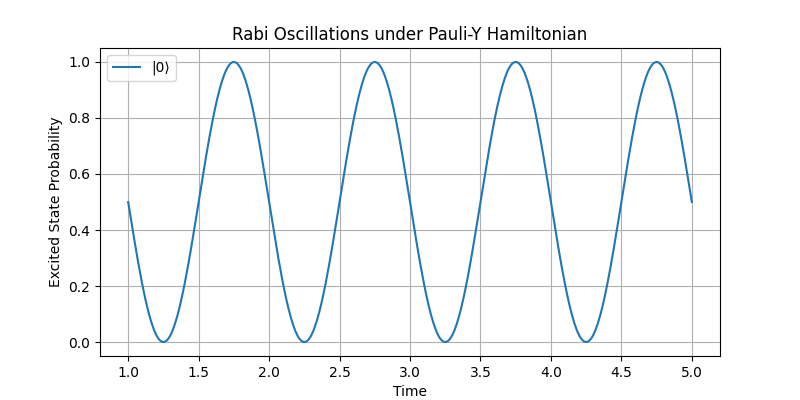 Rabi Oscillations under Pauli-Y Hamiltonian
|0⟩
Excited State Probability
1.0
0.8
0.6
0.4
0.2
0.0
1.0 1.5 2.0 2.5 3.0 3.5 4.0 4.5 5.0
Time